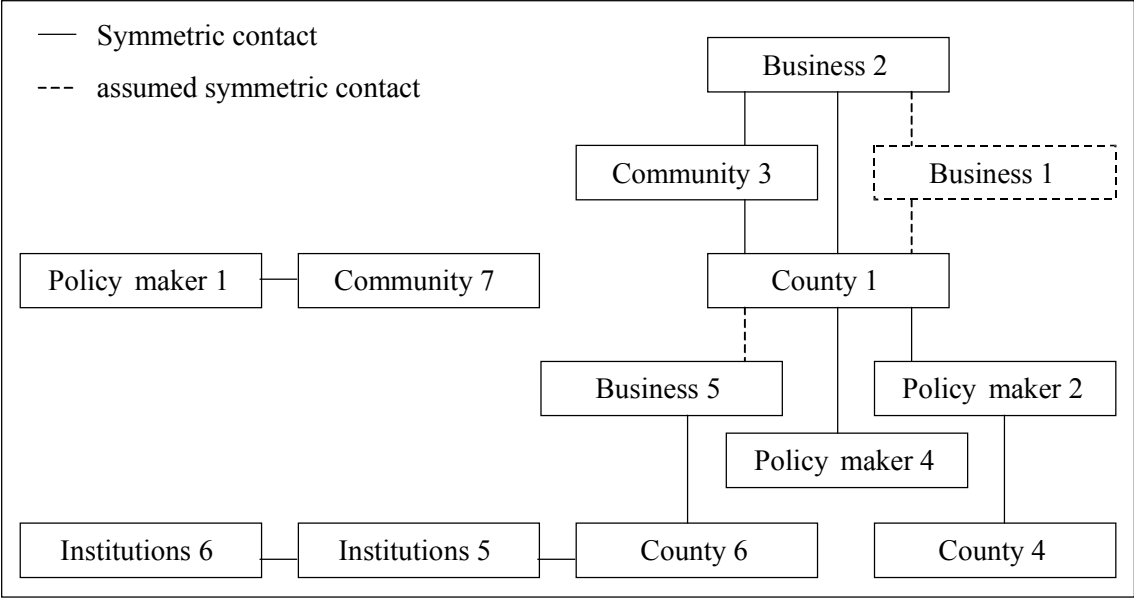 Symmetric contact
assumed symmetric contact
Business 2
Community 3
Business 1
Policy maker 1
Community 7
County 1
Business 5
Policy maker 2
Policy maker 4
Institutions 6
Institutions 5
County 6
County 4